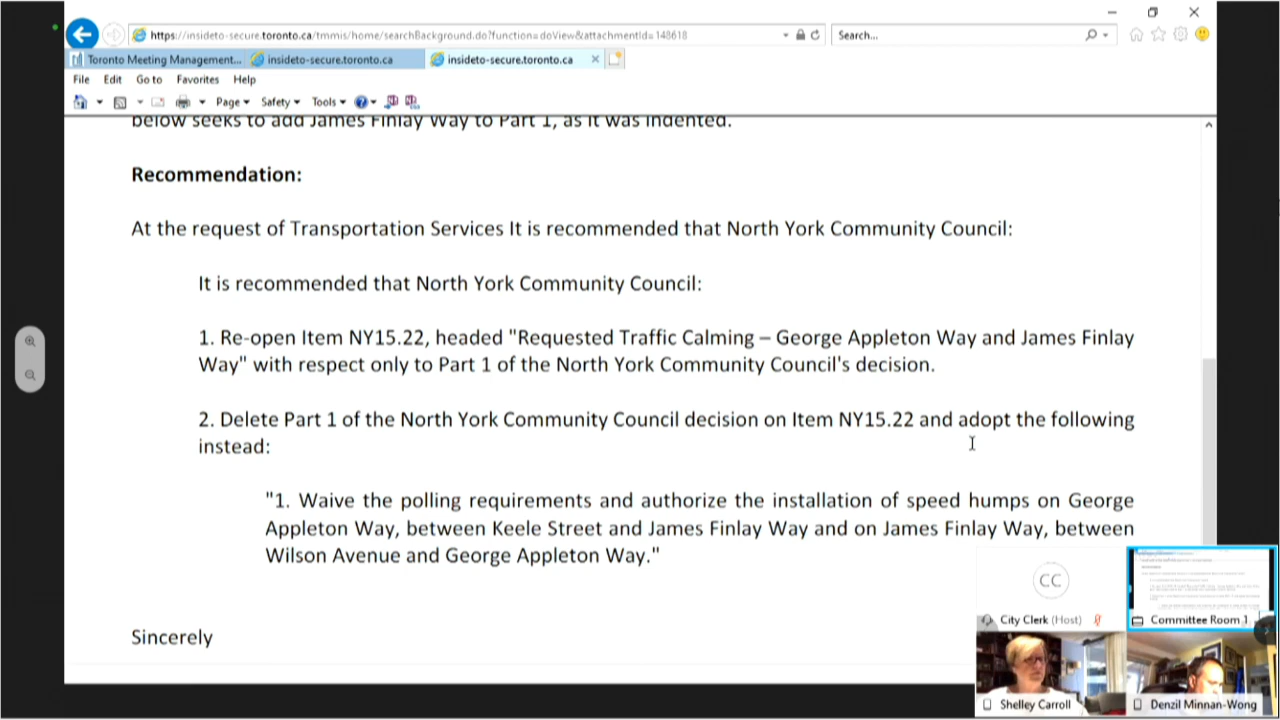 https://insideto-secure.toronto.ca/tmmis/home/searchBackground.do?function=doView&attachmentId=148618
Search...
Toronto Meeting Management...
insideto-secure.toronto.ca
insideto-secure.toronto.ca
File Edit Go to Favorites Help
Page Safety Tools
below seeks to add James Finlay Way to Part 1, as it was indented.
Recommendation:
At the request of Transportation Services It is recommended that North York Community Council:
It is recommended that North York Community Council:
1. Re-open Item NY15.22, headed "Requested Traffic Calming – George Appleton Way and James Finlay
Way" with respect only to Part 1 of the North York Community Council's decision.
2. Delete Part 1 of the North York Community Council decision on Item NY15.22 and adopt the following
instead:
"1. Waive the polling requirements and authorize the installation of speed humps on George
Appleton Way, between Keele Street and James Finlay Way and on James Finlay Way, between
Wilson Avenue and George Appleton Way."
Sincerely
CC
City Clerk (Host)
Committee Room 1
Shelley Carroll
Denzil Minnan-Wong